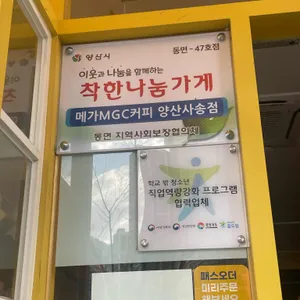 양산시
동면 - 47호점
이웃과 나눔을 함께하는
착한나눔가게
메가MGC커피 양산사송점
동면 지역사회보장협의체
학교 밖 청소년
직업역량강화 프로그램
협력업체
패스오더
미리주문